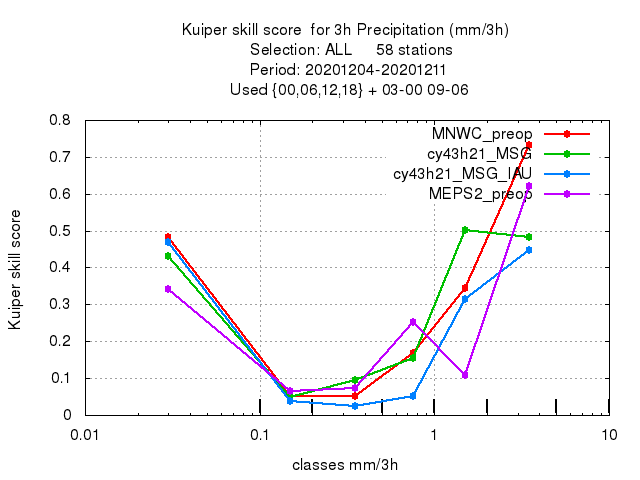 Kuiper skill score  for 3h Precipitation (mm/3h)
Selection: ALL     58 stations
Period: 20201204-20201211
Used {00,06,12,18} + 03-00 09-06
MNWC_preop
cy43h21_MSG
cy43h21_MSG_IAU
MEPS2_preop
Kuiper skill score
0.8
0.7
0.6
0.5
0.4
0.3
0.2
0.1
0
0.01 0.1 1 10
classes mm/3h